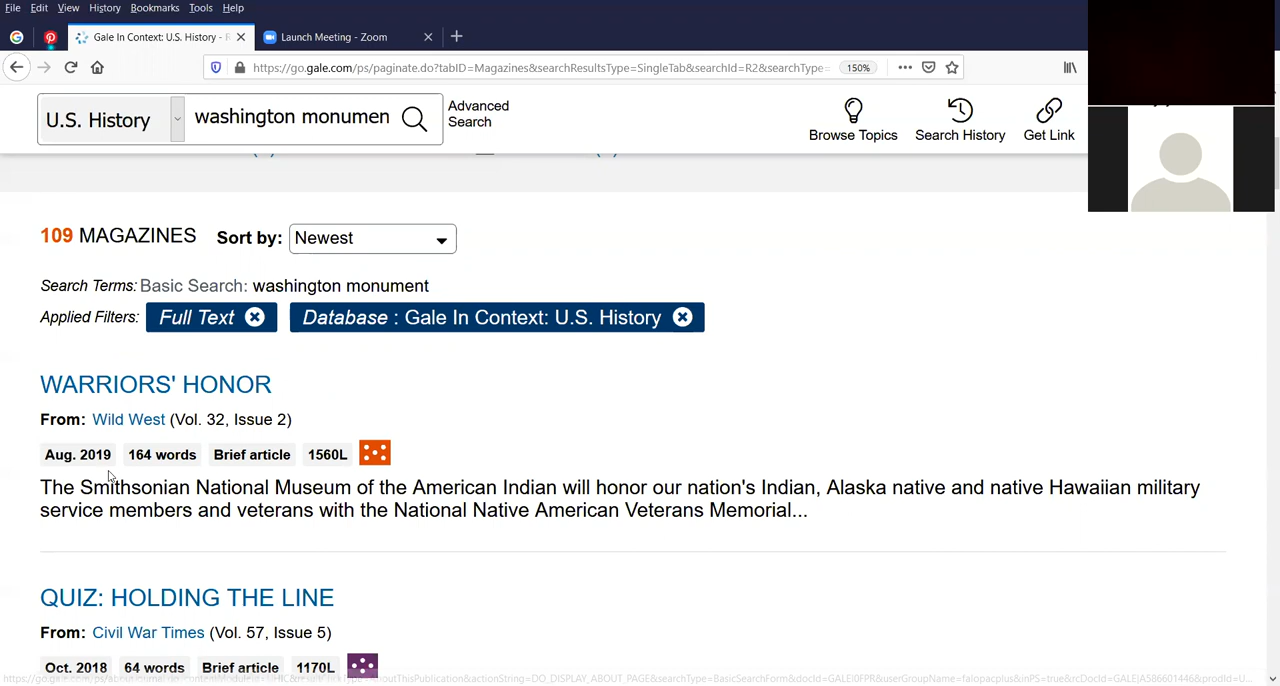 File Edit View History Bookmarks Tools Help
Gale In Context: U.S. History - R
Launch Meeting - Zoom
https://go.gale.com/ps/paginate.do?tabID=Magazines&searchResultsType=SingleTab&searchId=R2&searchType=
150%
U.S. History
washington monumen
Advanced
Search
Browse Topics
Search History
Get Link
109 MAGAZINES
Sort by:
Newest
Search Terms: Basic Search: washington monument
Applied Filters: Full Text Database : Gale In Context: U.S. History
WARRIORS' HONOR
From: Wild West (Vol. 32, Issue 2)
Aug. 2019 164 words Brief article 1560L
The Smithsonian National Museum of the American Indian will honor our nation's Indian, Alaska native and native Hawaiian military
service members and veterans with the National Native American Veterans Memorial...
QUIZ: HOLDING THE LINE
From: Civil War Times (Vol. 57, Issue 5)
Oct. 2018 64 words Brief article 1170L